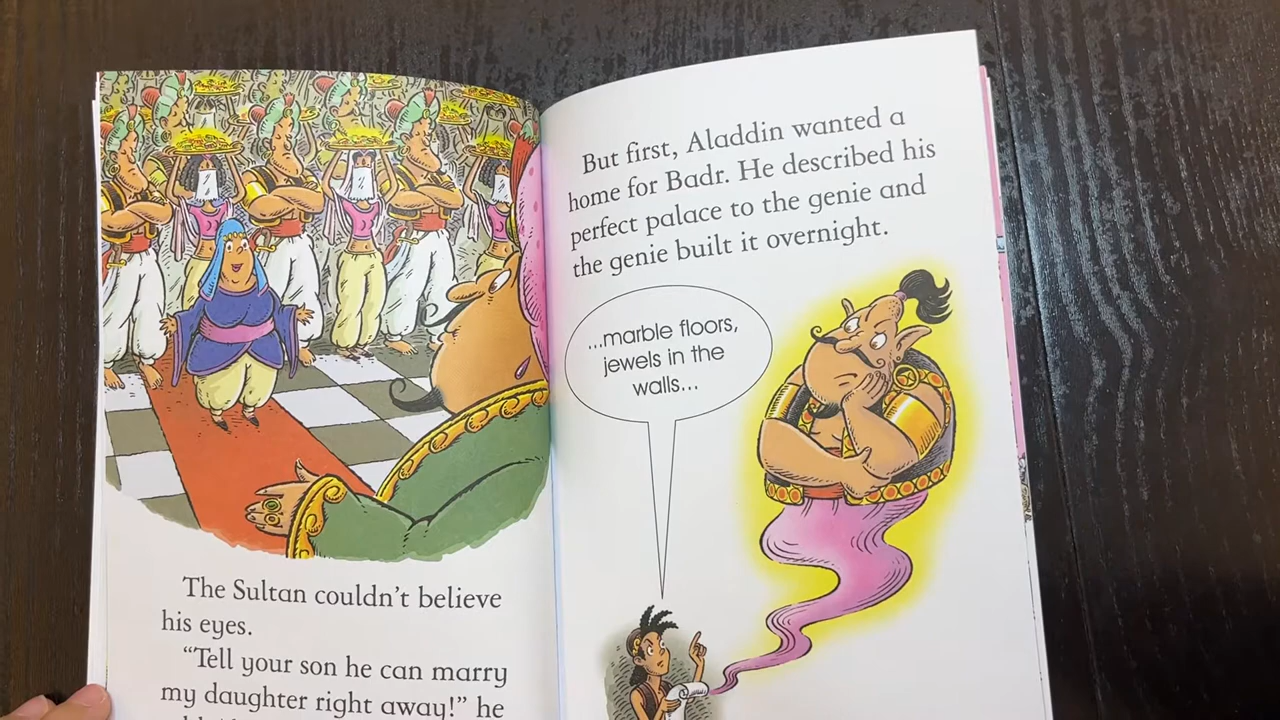 The Sultan couldn't believe
his eyes.
“Tell your son he can marry
my daughter right away!” he
But first, Aladdin wanted a
home for Badr. He described his
perfect palace to the genie and
the genie built it overnight.
...marble floors,
jewels in the
walls...